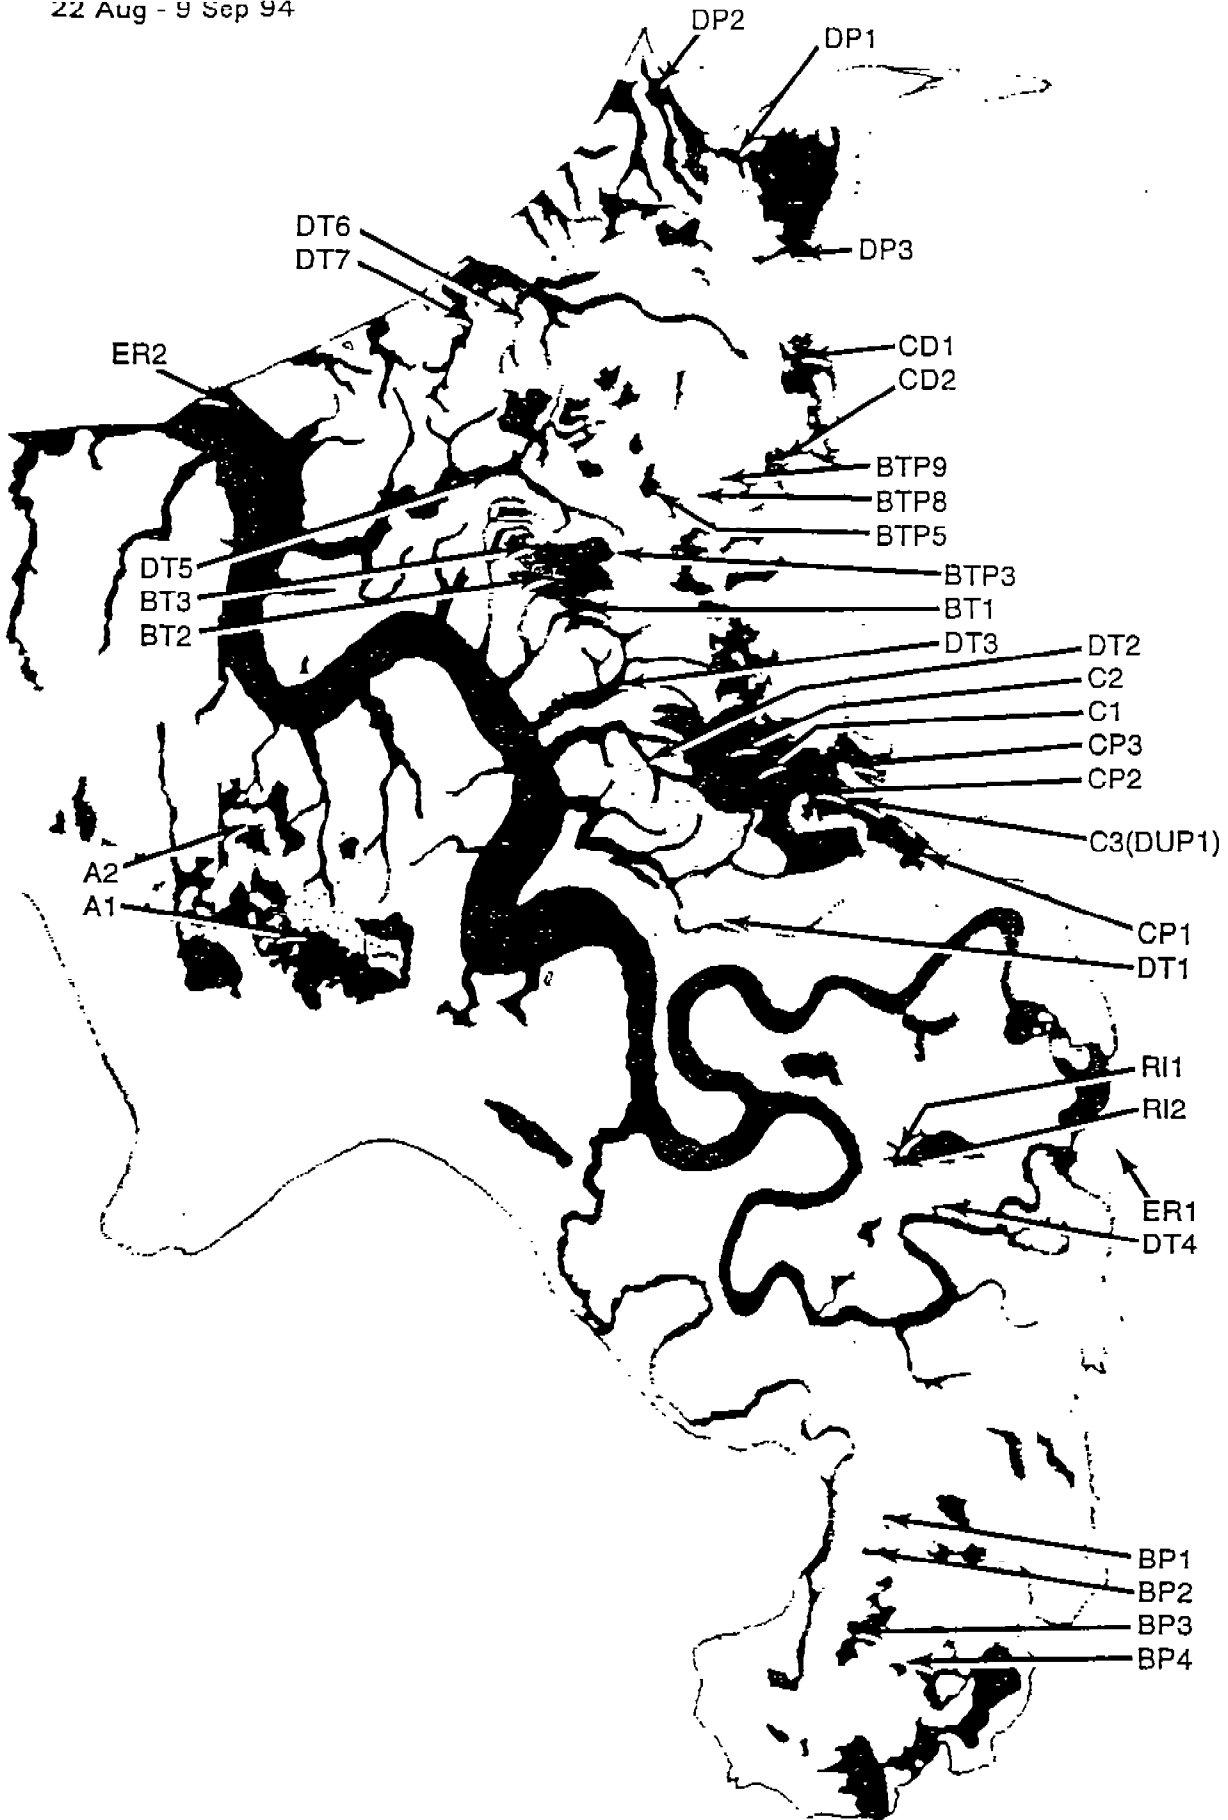 22 Aug - 9 Sep 94
DP2
DP1
DT6
DT7
DP3
ER2
CD1
CD2
BTP9
BTP8
BTP5
DT5
BT3
BT2
BTP3
BT1
DT3
DT2
C2
C1
CP3
CP2
C3(DUP1)
A2
A1
CP1
DT1
RI1
RI2
ER1
DT4
BP1
BP2
BP3
BP4